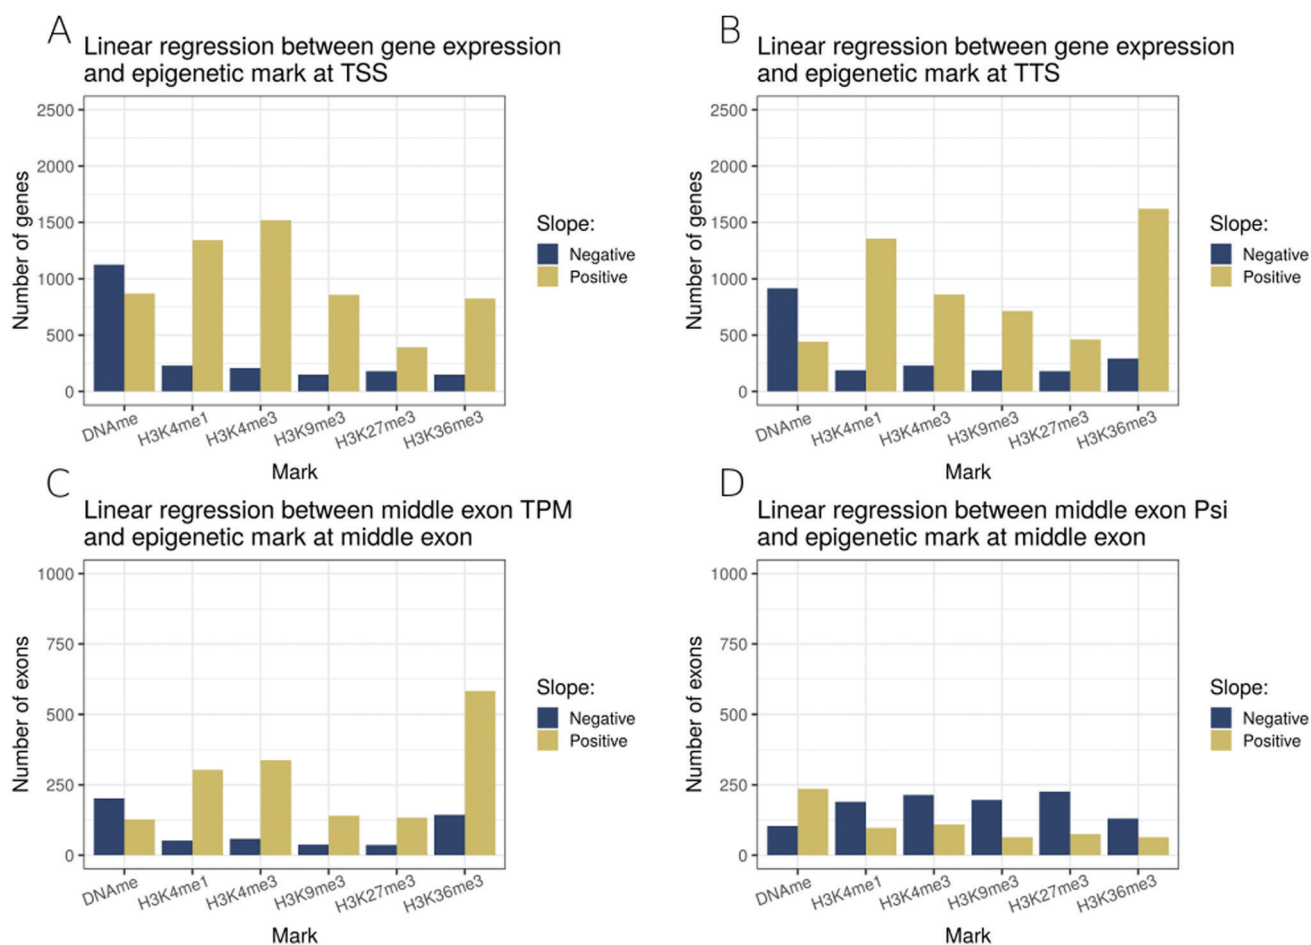 A
Linear regression between gene expression
and epigenetic mark at TSS
2500
2000
1500
1000
500
0
Number of genes
DNAme
H3K4me1
H3K4me3
H3K9me3
H3K27me3
H3K36me3
Mark
Slope:
Negative
Positive
B
Linear regression between gene expression
and epigenetic mark at TTS
2500
2000
1500
1000
500
0
Number of genes
DNAme
H3K4me1
H3K4me3
H3K9me3
H3K27me3
H3K36me3
Mark
Slope:
Negative
Positive
C
Linear regression between middle exon TPM
and epigenetic mark at middle exon
1000
750
500
250
0
Number of exons
DNAme
H3K4me1
H3K4me3
H3K9me3
H3K27me3
H3K36me3
Mark
Slope:
Negative
Positive
D
Linear regression between middle exon Psi
and epigenetic mark at middle exon
1000
750
500
250
0
Number of exons
DNAme
H3K4me1
H3K4me3
H3K9me3
H3K27me3
H3K36me3
Mark
Slope:
Negative
Positive